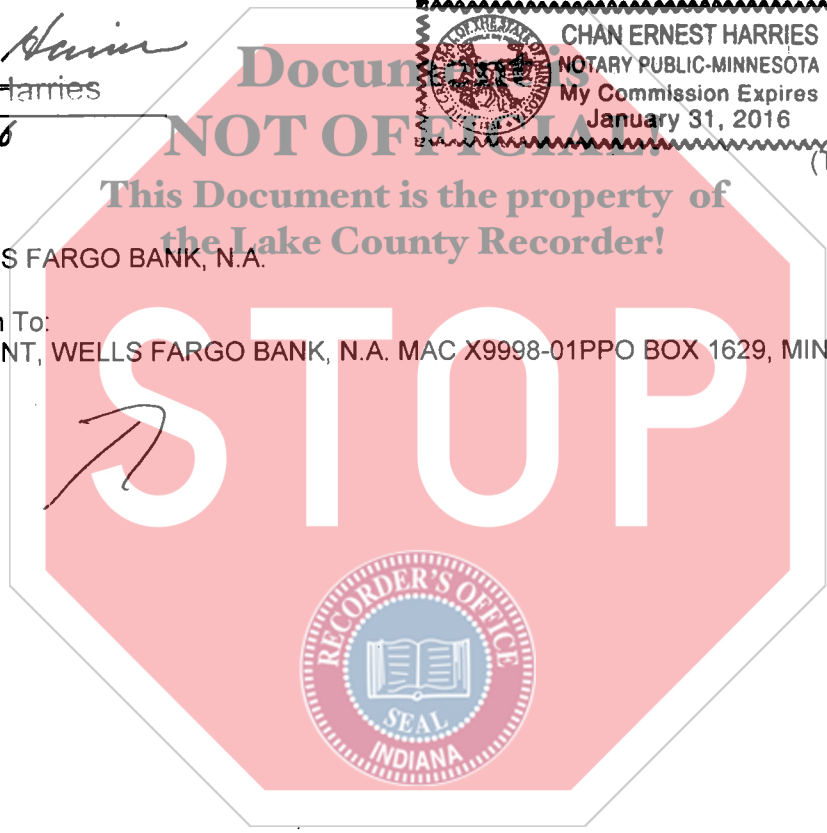 Harries
CHAN ERNEST HARRIES
NOTARY PUBLIC-MINNESOTA
My Commission Expires
January 31, 2016
Harries
6
Document is
NOT OFFICIAL!
(T
This Document is the property of
the Lake County Recorder!
S FARGO BANK, N.A.
n To:
NT, WELLS FARGO BANK, N.A. MAC X9998-01PPO BOX 1629, MIN
STOP
RECORDER'S OFFICE
SEAL
INDIANA